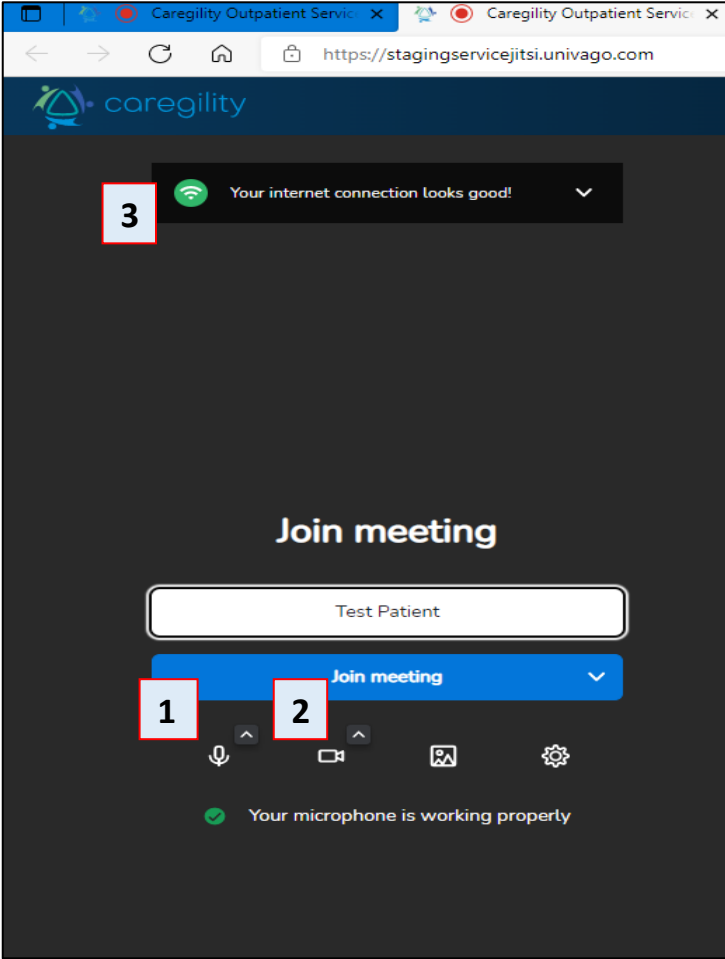 Caregility Outpatient Servic
Caregility Outpatient Service
https://stagingservicejitsi.univago.com
caregility
Your internet connection looks good!
3
Join meeting
Test Patient
Join meeting
1
2
Your microphone is working properly